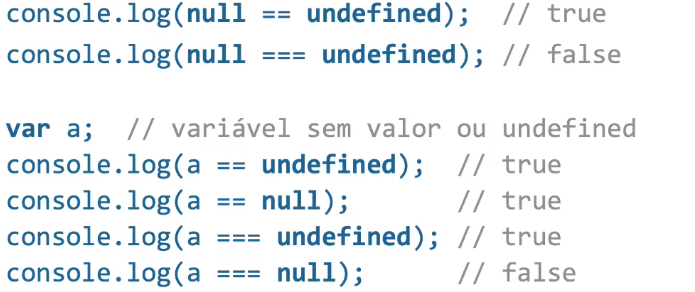 console.log(null == undefined);  // true
console.log(null === undefined); // false
var a;  // variável sem valor ou undefined
console.log(a == undefined);  // true
console.log(a == null);       // true
console.log(a === undefined); // true
console.log(a === null);      // false